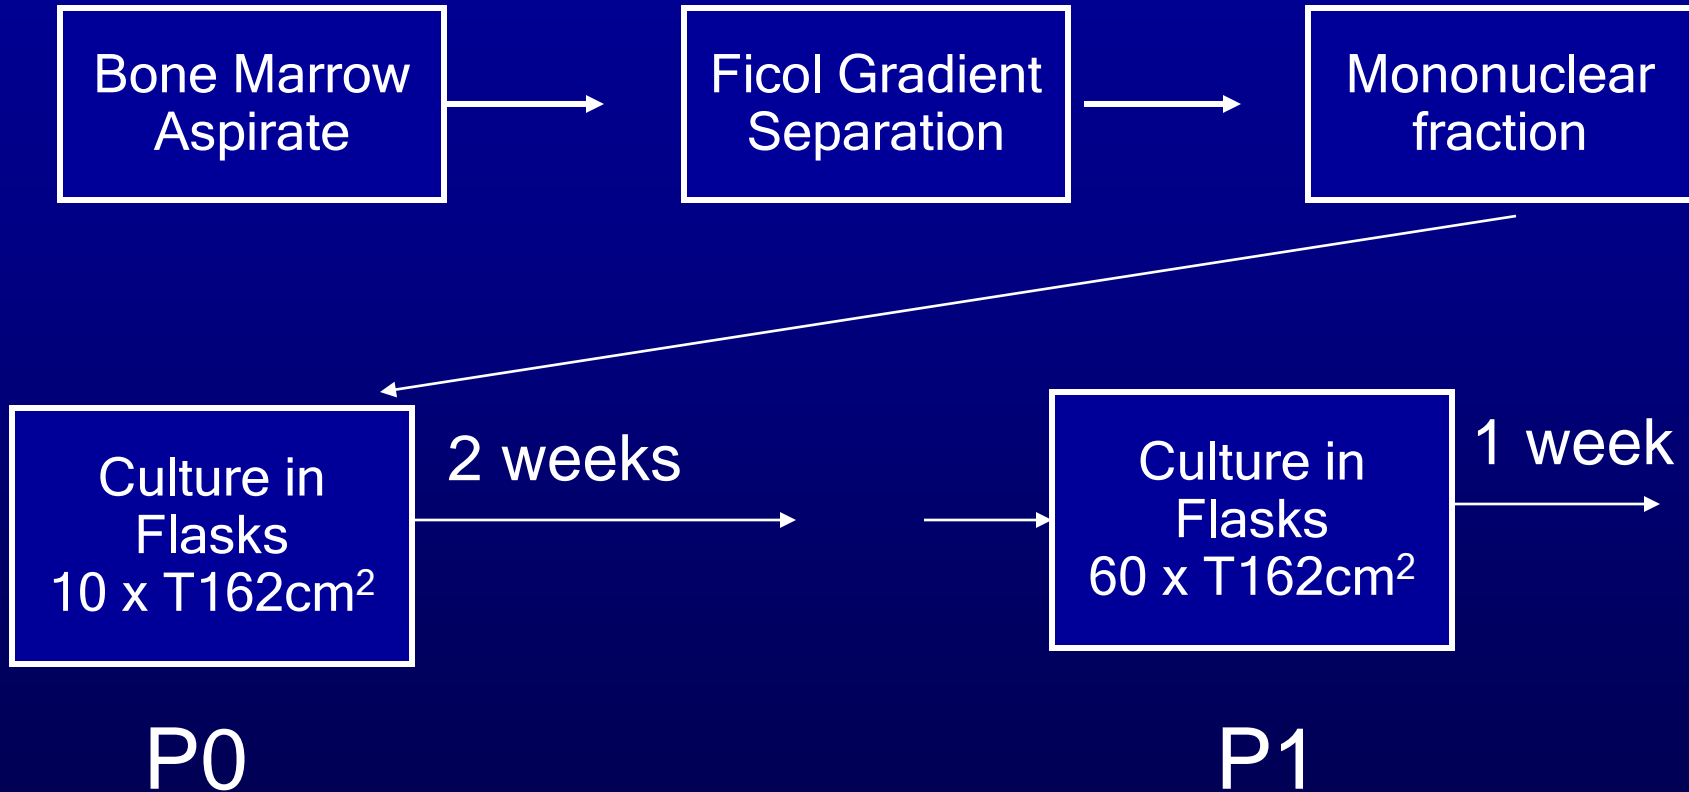 Bone Marrow
Aspirate
Ficol Gradient
Separation
Mononuclear
fraction
Culture in
Flasks
10 x T162cm²
2 weeks
Culture in
Flasks
60 x T162cm²
1 week
P0
P1